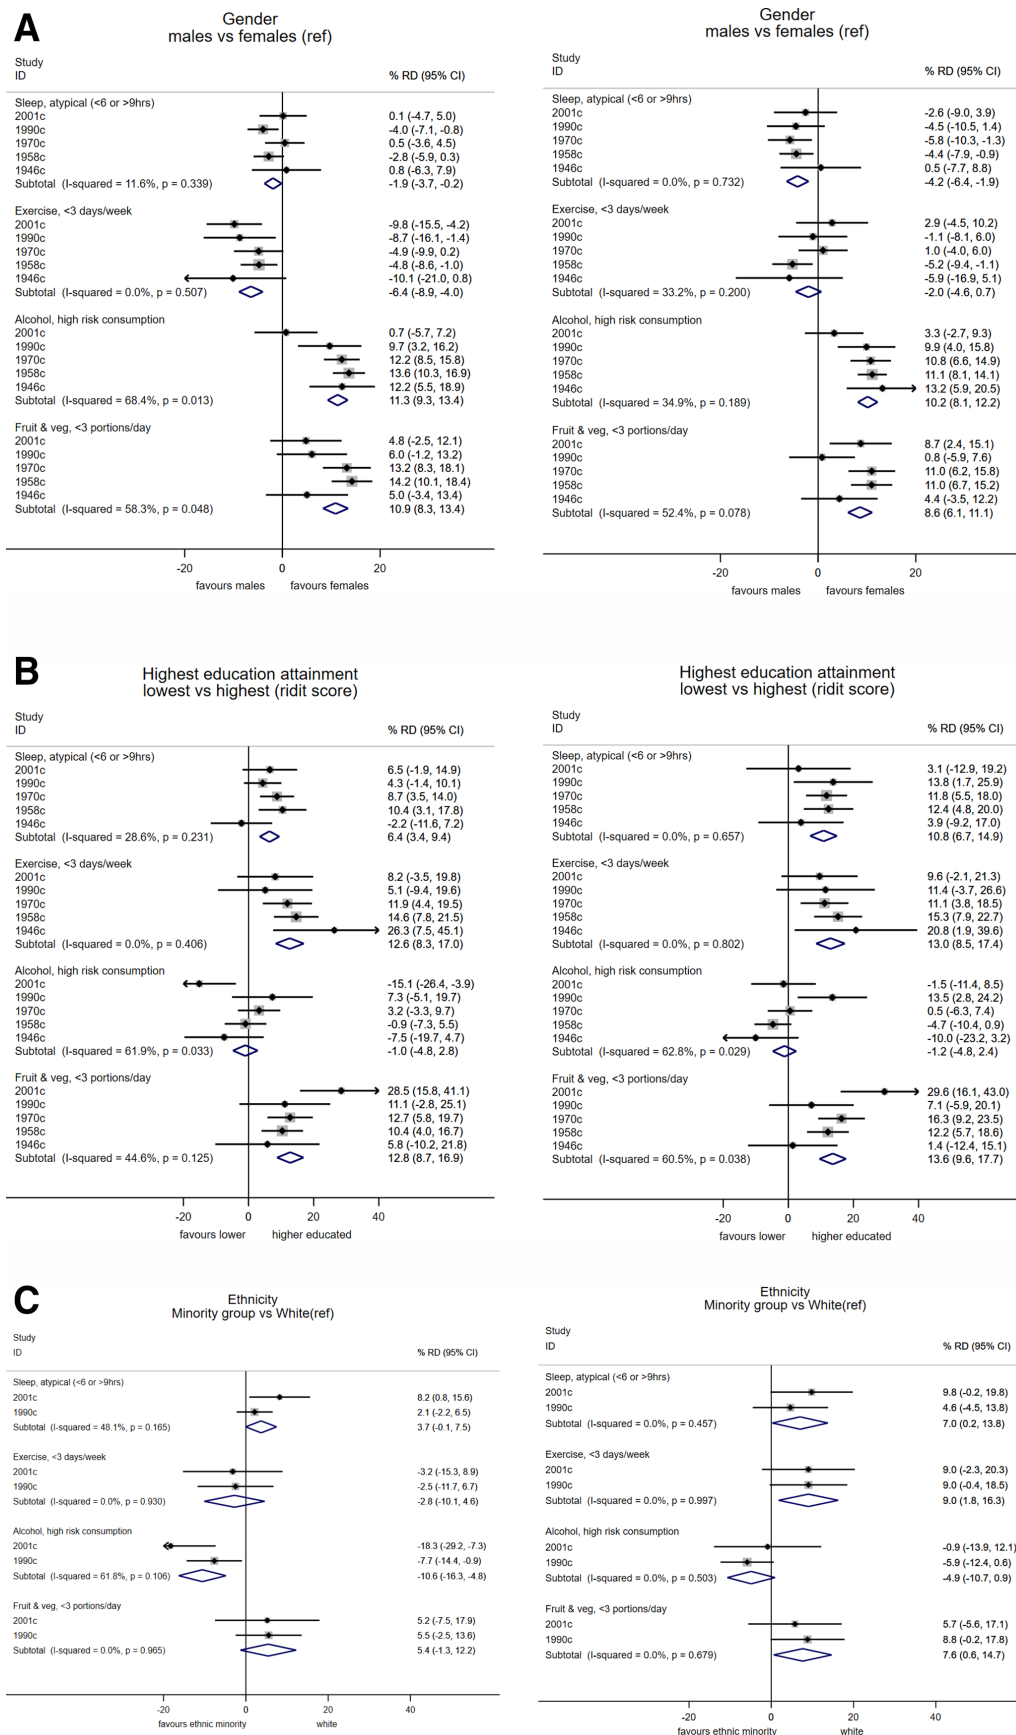 A
Gender
males vs females (ref)
Study
ID
% RD (95% CI)
Sleep, atypical (<6 or >9hrs)
2001c 0.1 (-4.7, 5.0)
1990c -4.0 (-7.1, -0.8)
1970c 0.5 (-3.6, 4.5)
1958c -2.8 (-5.9, 0.3)
1946c 0.8 (-6.3, 7.9)
Subtotal (I-squared = 11.6%, p = 0.339) -1.9 (-3.7, -0.2)
Exercise, <3 days/week
2001c -9.8 (-15.5, -4.2)
1990c -8.7 (-16.1, -1.4)
1970c -4.9 (-9.9, 0.2)
1958c -4.8 (-8.6, -1.0)
1946c -10.1 (-21.0, 0.8)
Subtotal (I-squared = 0.0%, p = 0.507) -6.4 (-8.9, -4.0)
Alcohol, high risk consumption
2001c 0.7 (-5.7, 7.2)
1990c 9.7 (3.2, 16.2)
1970c 12.2 (8.5, 15.8)
1958c 13.6 (10.3, 16.9)
1946c 12.2 (5.5, 18.9)
Subtotal (I-squared = 68.4%, p = 0.013) 11.3 (9.3, 13.4)
Fruit & veg, <3 portions/day
2001c 4.8 (-2.5, 12.1)
1990c 6.0 (-1.2, 13.2)
1970c 13.2 (8.3, 18.1)
1958c 14.2 (10.1, 18.4)
1946c 5.0 (-3.4, 13.4)
Subtotal (I-squared = 58.3%, p = 0.048) 10.9 (8.3, 13.4)
-20 0 20
favours males favours females
Gender
males vs females (ref)
Study
ID
% RD (95% CI)
Sleep, atypical (<6 or >9hrs)
2001c -2.6 (-9.0, 3.9)
1990c -4.5 (-10.5, 1.4)
1970c -5.8 (-10.3, -1.3)
1958c -4.4 (-7.9, -0.9)
1946c 0.5 (-7.7, 8.8)
Subtotal (I-squared = 0.0%, p = 0.732) -4.2 (-6.4, -1.9)
Exercise, <3 days/week
2001c 2.9 (-4.5, 10.2)
1990c -1.1 (-8.1, 6.0)
1970c 1.0 (-4.0, 6.0)
1958c -5.2 (-9.4, -1.1)
1946c -5.9 (-16.9, 5.1)
Subtotal (I-squared = 33.2%, p = 0.200) -2.0 (-4.6, 0.7)
Alcohol, high risk consumption
2001c 3.3 (-2.7, 9.3)
1990c 9.9 (4.0, 15.8)
1970c 10.8 (6.6, 14.9)
1958c 11.1 (8.1, 14.1)
1946c 13.2 (5.9, 20.5)
Subtotal (I-squared = 34.9%, p = 0.189) 10.2 (8.1, 12.2)
Fruit & veg, <3 portions/day
2001c 8.7 (2.4, 15.1)
1990c 0.8 (-5.9, 7.6)
1970c 11.0 (6.2, 15.8)
1958c 11.0 (6.7, 15.2)
1946c 4.4 (-3.5, 12.2)
Subtotal (I-squared = 52.4%, p = 0.078) 8.6 (6.1, 11.1)
-20 0 20
favours males favours females
B
Highest education attainment
lowest vs highest (ridit score)
Study
ID
% RD (95% CI)
Sleep, atypical (<6 or >9hrs)
2001c 6.5 (-1.9, 14.9)
1990c 4.3 (-1.4, 10.1)
1970c 8.7 (3.5, 14.0)
1958c 10.4 (3.1, 17.8)
1946c -2.2 (-11.6, 7.2)
Subtotal (I-squared = 28.6%, p = 0.231) 6.4 (3.4, 9.4)
Exercise, <3 days/week
2001c 8.2 (-3.5, 19.8)
1990c 5.1 (-9.4, 19.6)
1970c 11.9 (4.4, 19.5)
1958c 14.6 (7.8, 21.5)
1946c 26.3 (7.5, 45.1)
Subtotal (I-squared = 0.0%, p = 0.406) 12.6 (8.3, 17.0)
Alcohol, high risk consumption
2001c -15.1 (-26.4, -3.9)
1990c 7.3 (-5.1, 19.7)
1970c 3.2 (-3.3, 9.7)
1958c -0.9 (-7.3, 5.5)
1946c -7.5 (-19.7, 4.7)
Subtotal (I-squared = 61.9%, p = 0.033) -1.0 (-4.8, 2.8)
Fruit & veg, <3 portions/day
2001c 28.5 (15.8, 41.1)
1990c 11.1 (-2.8, 25.1)
1970c 12.7 (5.8, 19.7)
1958c 10.4 (4.0, 16.7)
1946c 5.8 (-10.2, 21.8)
Subtotal (I-squared = 44.6%, p = 0.125) 12.8 (8.7, 16.9)
-20 0 20 40
favours lower higher educated
Highest education attainment
lowest vs highest (ridit score)
Study
ID
% RD (95% CI)
Sleep, atypical (<6 or >9hrs)
2001c 3.1 (-12.9, 19.2)
1990c 13.8 (1.7, 25.9)
1970c 11.8 (5.5, 18.0)
1958c 12.4 (4.8, 20.0)
1946c 3.9 (-9.2, 17.0)
Subtotal (I-squared = 0.0%, p = 0.657) 10.8 (6.7, 14.9)
Exercise, <3 days/week
2001c 9.6 (-2.1, 21.3)
1990c 11.4 (-3.7, 26.6)
1970c 11.1 (3.8, 18.5)
1958c 15.3 (7.9, 22.7)
1946c 20.8 (1.9, 39.6)
Subtotal (I-squared = 0.0%, p = 0.802) 13.0 (8.5, 17.4)
Alcohol, high risk consumption
2001c -1.5 (-11.4, 8.5)
1990c 13.5 (2.8, 24.2)
1970c 0.5 (-6.3, 7.4)
1958c -4.7 (-10.4, 0.9)
1946c -10.0 (-23.2, 3.2)
Subtotal (I-squared = 62.8%, p = 0.029) -1.2 (-4.8, 2.4)
Fruit & veg, <3 portions/day
2001c 29.6 (16.1, 43.0)
1990c 7.1 (-5.9, 20.1)
1970c 16.3 (9.2, 23.5)
1958c 12.2 (5.7, 18.6)
1946c 1.4 (-12.4, 15.1)
Subtotal (I-squared = 60.5%, p = 0.038) 13.6 (9.6, 17.7)
-20 0 20 40
favours lower higher educated
C
Ethnicity
Minority group vs White(ref)
Study
ID
% RD (95% CI)
Sleep, atypical (<6 or >9hrs)
2001c 8.2 (0.8, 15.6)
1990c 2.1 (-2.2, 6.5)
Subtotal (I-squared = 48.1%, p = 0.165) 3.7 (-0.1, 7.5)
Exercise, <3 days/week
2001c -3.2 (-15.3, 8.9)
1990c -2.5 (-11.7, 6.7)
Subtotal (I-squared = 0.0%, p = 0.930) -2.8 (-10.1, 4.6)
Alcohol, high risk consumption
2001c -18.3 (-29.2, -7.3)
1990c -7.7 (-14.4, -0.9)
Subtotal (I-squared = 61.8%, p = 0.106) -10.6 (-16.3, -4.8)
Fruit & veg, <3 portions/day
2001c 5.2 (-7.5, 17.9)
1990c 5.5 (-2.5, 13.6)
Subtotal (I-squared = 0.0%, p = 0.965) 5.4 (-1.3, 12.2)
-20 0 20 40
favours ethnic minority white
Ethnicity
Minority group vs White(ref)
Study
ID
% RD (95% CI)
Sleep, atypical (<6 or >9hrs)
2001c 9.8 (-0.2, 19.8)
1990c 4.6 (-4.5, 13.8)
Subtotal (I-squared = 0.0%, p = 0.457) 7.0 (0.2, 13.8)
Exercise, <3 days/week
2001c 9.0 (-2.3, 20.3)
1990c 9.0 (-0.4, 18.5)
Subtotal (I-squared = 0.0%, p = 0.997) 9.0 (1.8, 16.3)
Alcohol, high risk consumption
2001c -0.9 (-13.9, 12.1)
1990c -5.9 (-12.4, 0.6)
Subtotal (I-squared = 0.0%, p = 0.503) -4.9 (-10.7, 0.9)
Fruit & veg, <3 portions/day
2001c 5.7 (-5.6, 17.1)
1990c 8.8 (-0.2, 17.8)
Subtotal (I-squared = 0.0%, p = 0.679) 7.6 (0.6, 14.7)
-20 0 20 40
favours ethnic minority white